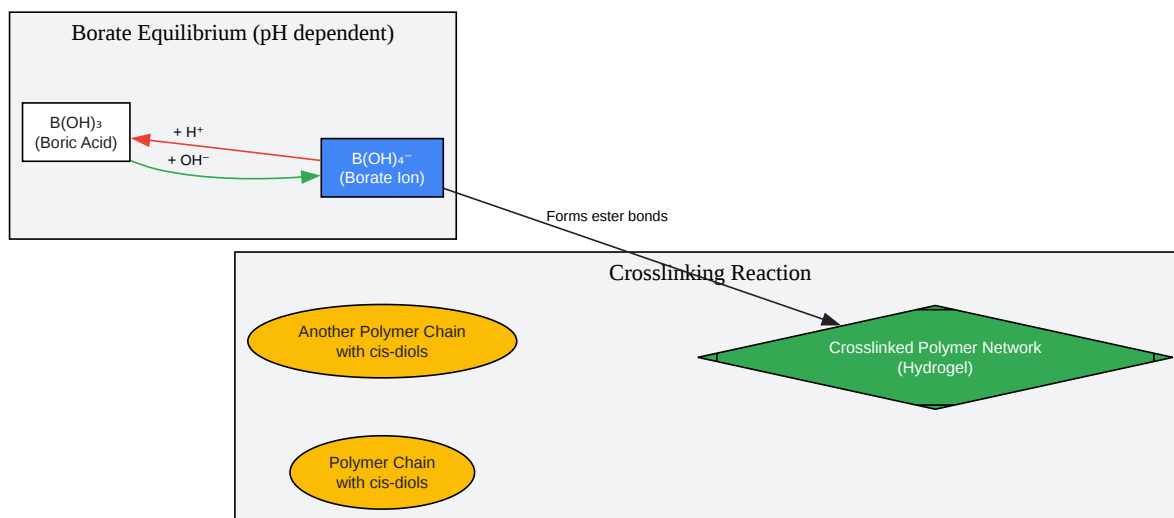 Borate Equilibrium (pH dependent)
B(OH)₃
(Boric Acid)
+ H⁺
+ OH⁻
B(OH)₄⁻
(Borate Ion)
Forms ester bonds
Crosslinking Reaction
Another Polymer Chain
with cis-diols
Crosslinked Polymer Network
(Hydrogel)
Polymer Chain
with cis-diols